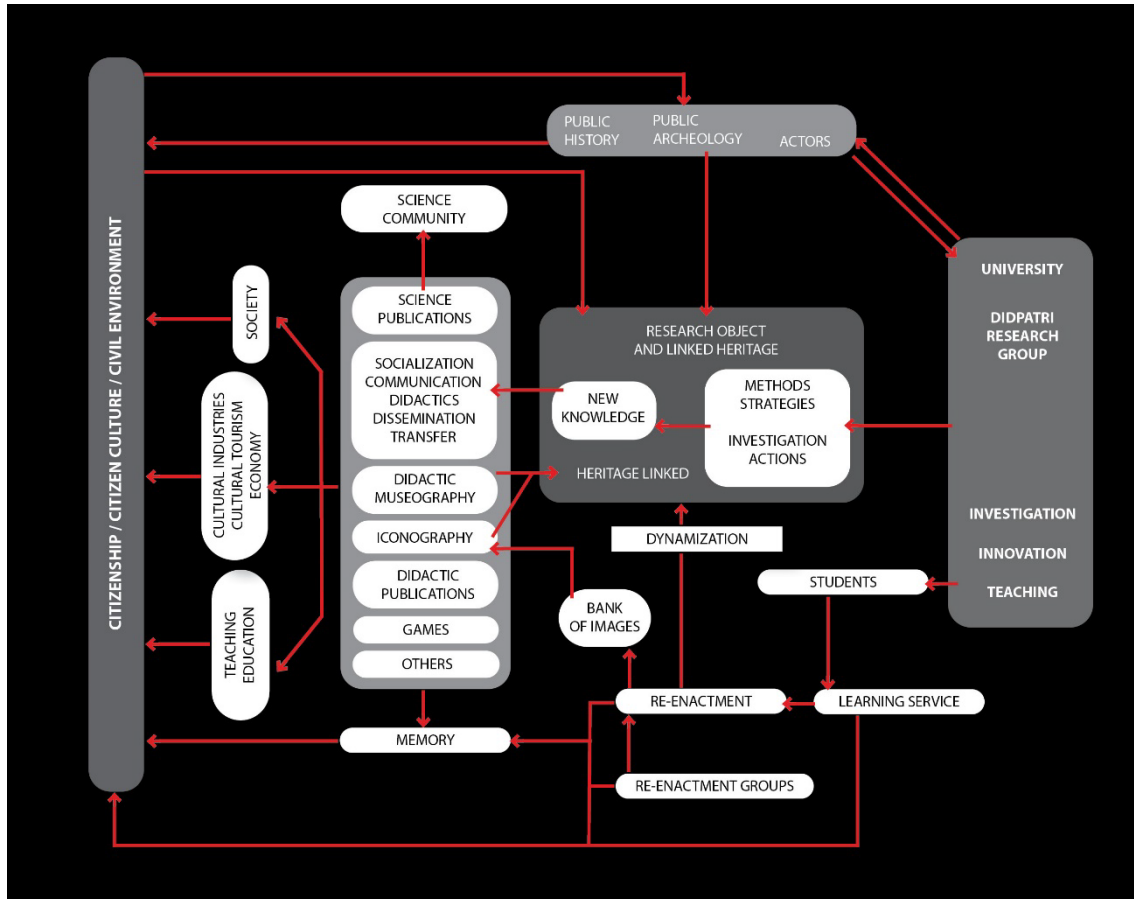 CITIZENSHIP / CITIZEN CULTURE / CIVIL ENVIRONMENT
PUBLIC
HISTORY
PUBLIC
ARCHEOLOGY
ACTORS
SCIENCE
COMMUNITY
SOCIETY
CULTURAL INDUSTRIES
CULTURAL TOURISM
ECONOMY
TEACHING
EDUCATION
SCIENCE
PUBLICATIONS
SOCIALIZATION
COMMUNICATION
DIDACTICS
DISSEMINATION
TRANSFER
DIDACTIC
MUSEOGRAPHY
ICONOGRAPHY
DIDACTIC
PUBLICATIONS
GAMES
OTHERS
MEMORY
RESEARCH OBJECT
AND LINKED HERITAGE
NEW
KNOWLEDGE
METHODS
STRATEGIES
INVESTIGATION
ACTIONS
HERITAGE LINKED
DYNAMIZATION
BANK
OF IMAGES
STUDENTS
RE-ENACTMENT
LEARNING SERVICE
RE-ENACTMENT GROUPS
UNIVERSITY
DIDPATRI
RESEARCH
GROUP
INVESTIGATION
INNOVATION
TEACHING